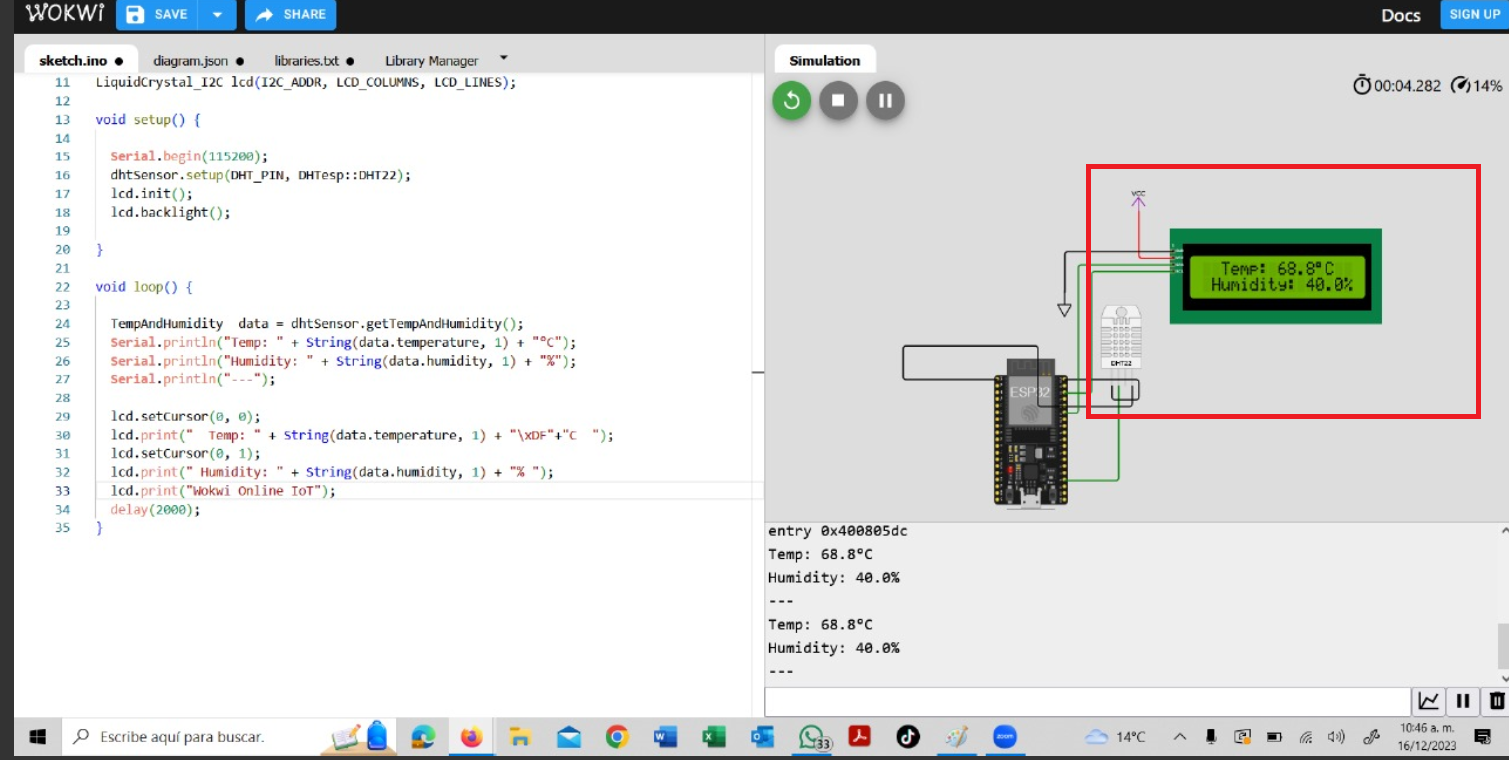 WOKWI SAVE SHARE Docs SIGN UP
sketch.ino ● diagram.json ● libraries.txt ● Library Manager
Simulation
00:04.282 14%
11 LiquidCrystal_I2C lcd(I2C_ADDR, LCD_COLUMNS, LCD_LINES);
12
13 void setup() {
14
15 Serial.begin(115200);
16 dhtSensor.setup(DHT_PIN, DHTesp::DHT22);
17 lcd.init();
18 lcd.backlight();
19
20 }
21
22 void loop() {
23
24 TempAndHumidity  data = dhtSensor.getTempAndHumidity();
25 Serial.println("Temp: " + String(data.temperature, 1) + "°C");
26 Serial.println("Humidity: " + String(data.humidity, 1) + "%");
27 Serial.println("---");
28
29 lcd.setCursor(0, 0);
30 lcd.print("  Temp: " + String(data.temperature, 1) + "\xDF"+"C  ");
31 lcd.setCursor(0, 1);
32 lcd.print(" Humidity: " + String(data.humidity, 1) + "% ");
33 lcd.print("Wokwi Online IoT");
34 delay(2000);
35 }
VCC
Temp: 68.8°C
Humidity: 40.0%
DHT22
ESP32
entry 0x400805dc
Temp: 68.8°C
Humidity: 40.0%
---
Temp: 68.8°C
Humidity: 40.0%
---
Escribe aquí para buscar.
33
zoom
14°C
10:46 a. m.
16/12/2023